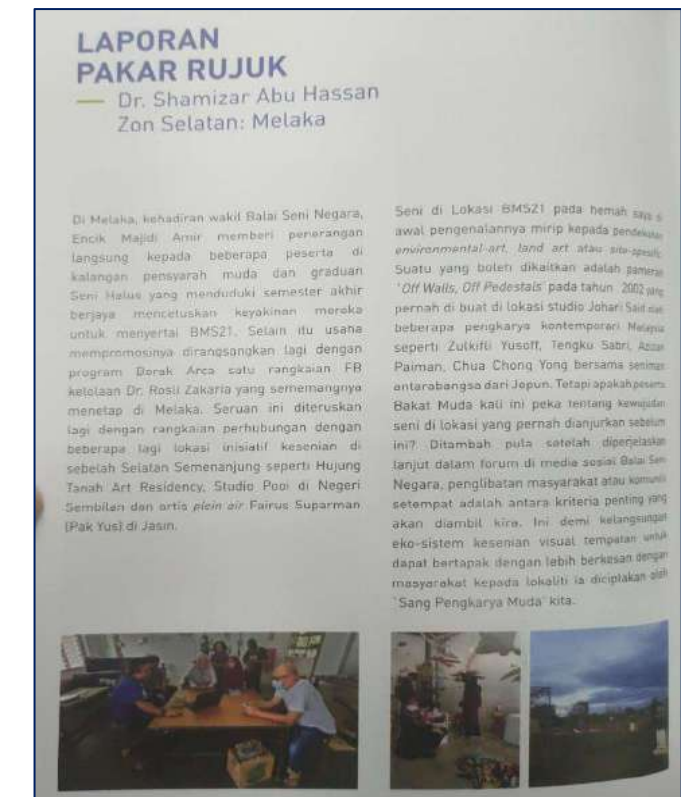 LAPORAN
PAKAR RUJUK
— Dr. Shamizar Abu Hassan
Zon Selatan: Melaka
Di Melaka, kehadiran wakil Balai Seni Negara,
Encik Majidi Amir memberi penerangan
langsung kepada beberapa peserta di
kalangan pensyarah muda dan graduan
Seni Halus yang menduduki semester akhir
berjaya mencetuskan keyakinan mereka
untuk menyertai BMS21. Selain itu usaha
mempromosinya dirangsangkan lagi dengan
program Borak Arca satu rangkaian FB
kelolaan Dr. Rosli Zakaria yang sememangnya
menetap di Melaka. Seruan ini diteruskan
lagi dengan rangkaian perhubungan dengan
beberapa lagi lokasi inisiatif kesenian di
sebelah Selatan Semenanjung seperti Hujung
Tanah Art Residency, Studio Pooi di Negeri
Sembilan dan artis plein air Fairus Suparman
(Pak Yus) di Jasin.
Seni di Lokasi BMS21 pada hemah saya di
awal pengenalannya mirip kepada pendekatan
environmental-art, land art atau site-spesific.
Suatu yang boleh dikaitkan adalah pameran
'Off Walls, Off Pedestals' pada tahun 2002 yang
pernah di buat di lokasi studio Johari Said
beberapa pengkarya kontemporari Malaysia
seperti Zulkifli Yusoff, Tengku Sabri, Azizan
Paiman, Chua Chong Yong bersama seniman
antarabangsa dari Jepun. Tetapi apakah peserta
Bakat Muda kali ini peka tentang kewujudan
seni di lokasi yang pernah dianjurkan sebelum
ini? Ditambah pula setelah diperjelaskan
lanjut dalam forum di media sosial Balai Seni
Negara, penglibatan masyarakat atau komuniti
setempat adalah antara kriteria penting yang
akan diambil kira. Ini demi kelangsungan
eko-sistem kesenian visual tempatan untuk
dapat bertapak dengan lebih berkesan dengan
masyarakat kepada lokaliti ia diciptakan oleh
'Sang Pengkarya Muda' kita.